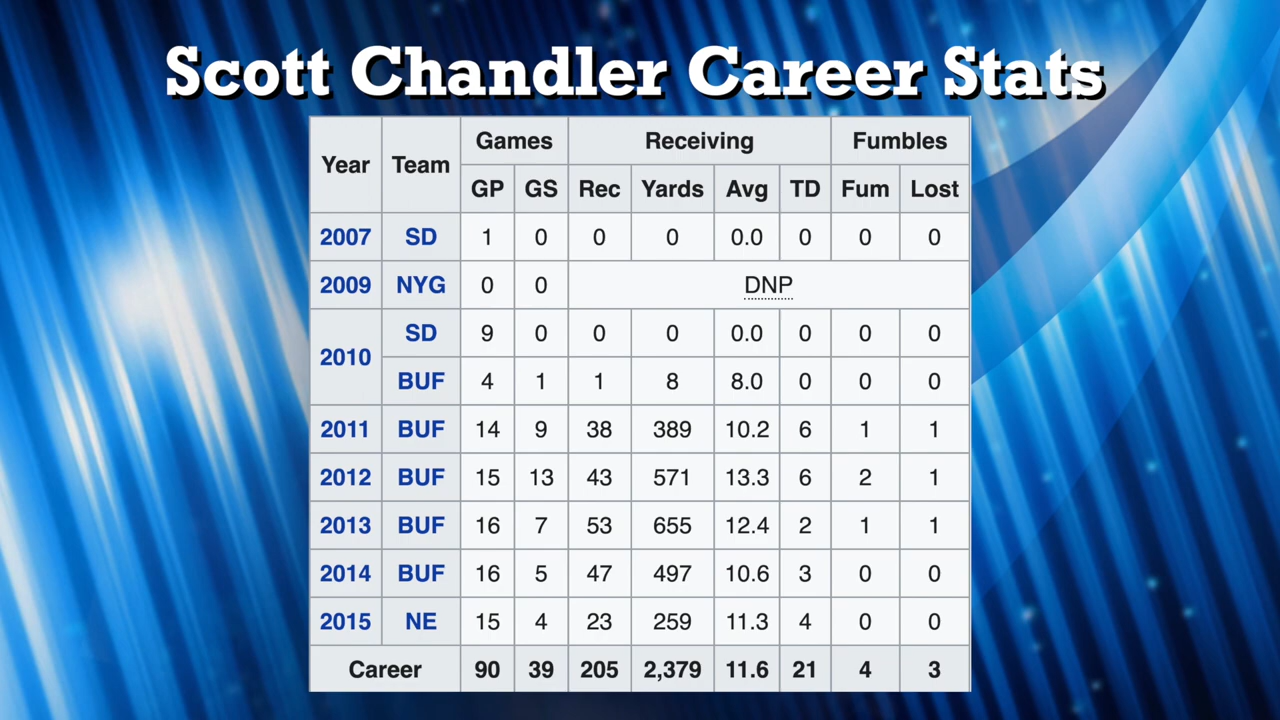 Scott Chandler Career Stats
Year Team Games Receiving Fumbles
GP GS Rec Yards Avg TD Fum Lost
2007 SD 1 0 0 0 0.0 0 0 0
2009 NYG 0 0 DNP
2010 SD 9 0 0 0 0.0 0 0 0
BUF 4 1 1 8 8.0 0 0 0
2011 BUF 14 9 38 389 10.2 6 1 1
2012 BUF 15 13 43 571 13.3 6 2 1
2013 BUF 16 7 53 655 12.4 2 1 1
2014 BUF 16 5 47 497 10.6 3 0 0
2015 NE 15 4 23 259 11.3 4 0 0
Career 90 39 205 2,379 11.6 21 4 3